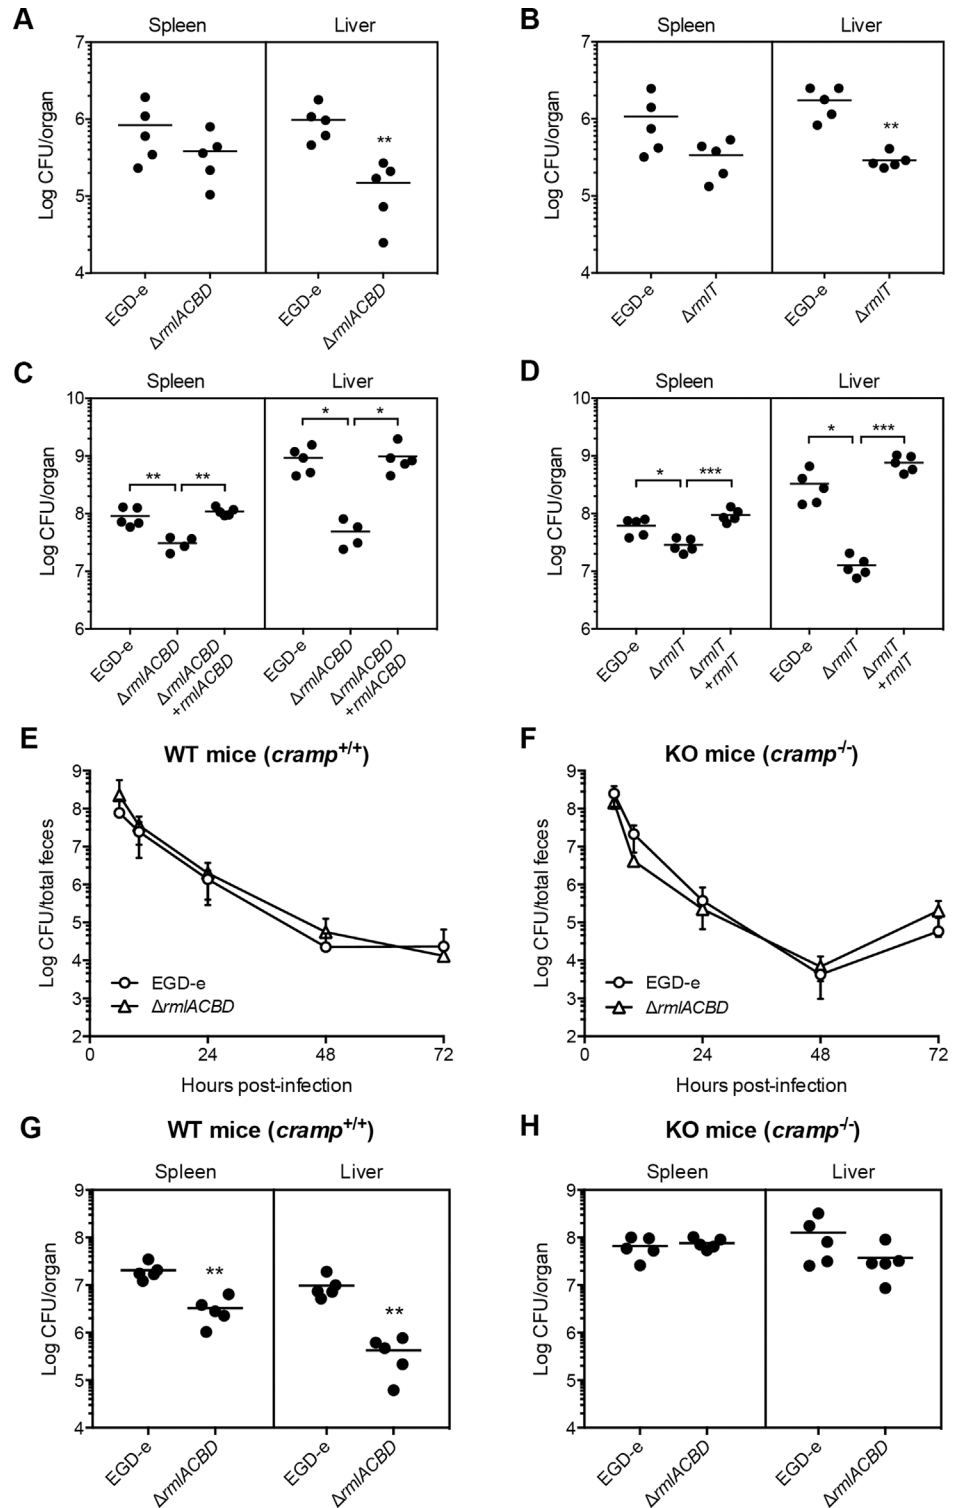 A
Spleen Liver
Log CFU/organ
7
6
5
4
**
EGD-e ΔrmlACBD EGD-e ΔrmlACBD
B
Spleen Liver
Log CFU/organ
7
6
5
4
**
EGD-e ΔrmlT EGD-e ΔrmlT
C
Spleen Liver
Log CFU/organ
10
9
8
7
6
** ** * *
EGD-e ΔrmlACBD ΔrmlACBD +rmlACBD EGD-e ΔrmlACBD ΔrmlACBD +rmlACBD
D
Spleen Liver
Log CFU/organ
10
9
8
7
6
* *** * ***
EGD-e ΔrmlT ΔrmlT +rmlT EGD-e ΔrmlT ΔrmlT +rmlT
E
WT mice (cramp+/+)
Log CFU/total feces
9
8
7
6
5
4
3
2
EGD-e
ΔrmlACBD
0 24 48 72
Hours post-infection
F
KO mice (cramp-/-)
Log CFU/total feces
9
8
7
6
5
4
3
2
EGD-e
ΔrmlACBD
0 24 48 72
Hours post-infection
G
WT mice (cramp+/+)
Spleen Liver
Log CFU/organ
9
8
7
6
5
4
** **
EGD-e ΔrmlACBD EGD-e ΔrmlACBD
H
KO mice (cramp-/-)
Spleen Liver
Log CFU/organ
9
8
7
6
5
4
EGD-e ΔrmlACBD EGD-e ΔrmlACBD